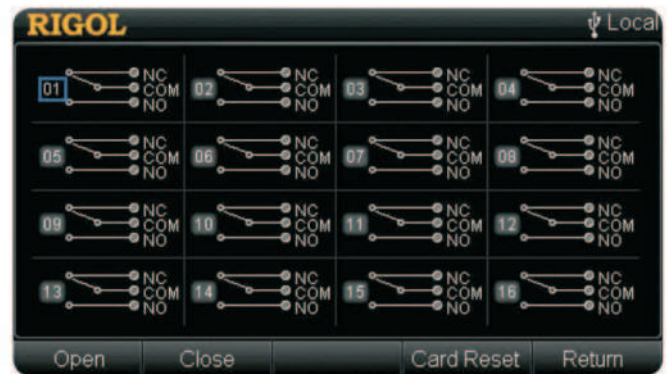 RIGOL Local
NC NC NC NC
01 COM 02 COM 03 COM 04 COM
NO NO NO NO
NC NC NC NC
05 COM 06 COM 07 COM 08 COM
NO NO NO NO
NC NC NC NC
09 COM 10 COM 11 COM 12 COM
NO NO NO NO
NC NC NC NC
13 COM 14 COM 15 COM 16 COM
NO NO NO NO
Open Close Card Reset Return